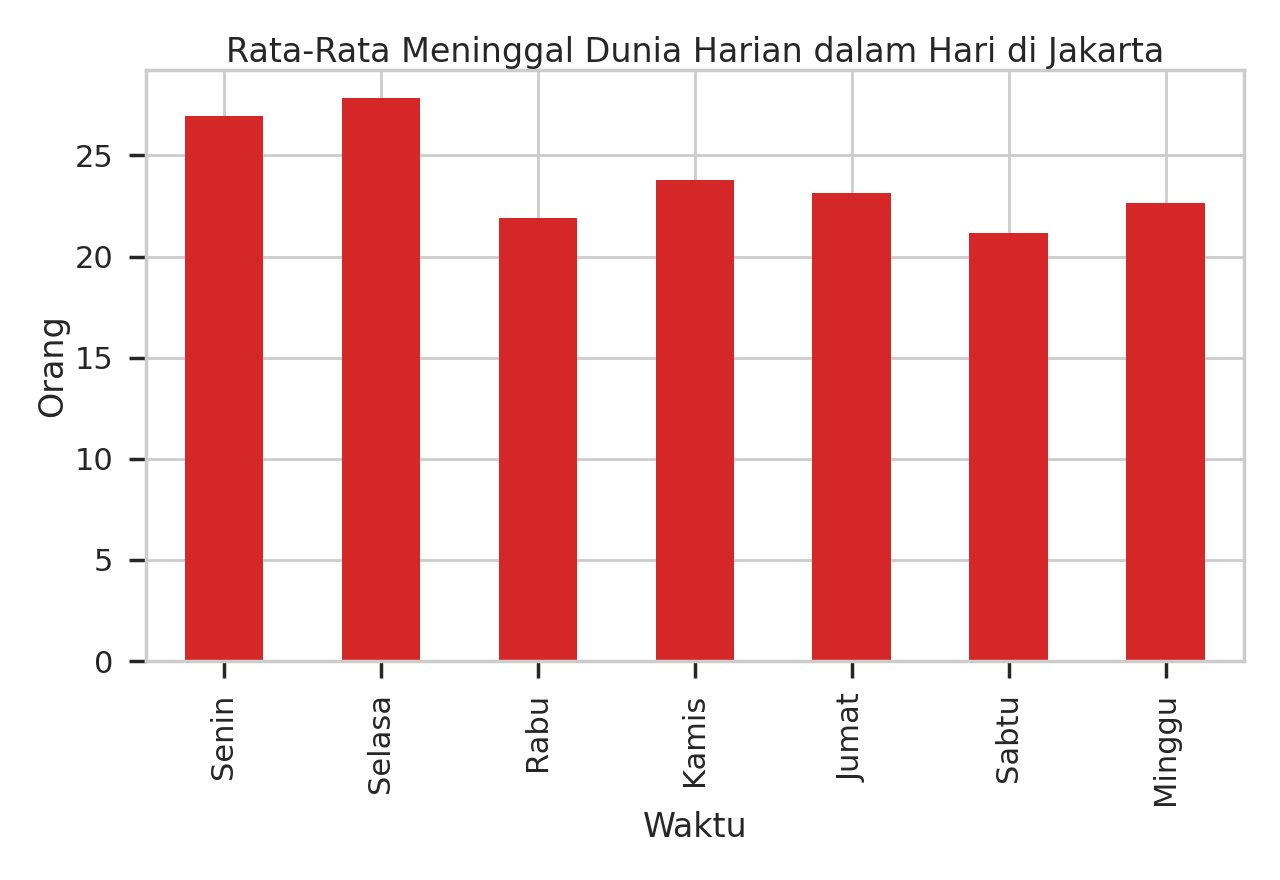 Rata-Rata Meninggal Dunia Harian dalam Hari di Jakarta
Orang
25
20
15
10
5
0
Senin
Selasa
Rabu
Kamis
Jumat
Sabtu
Minggu
Waktu